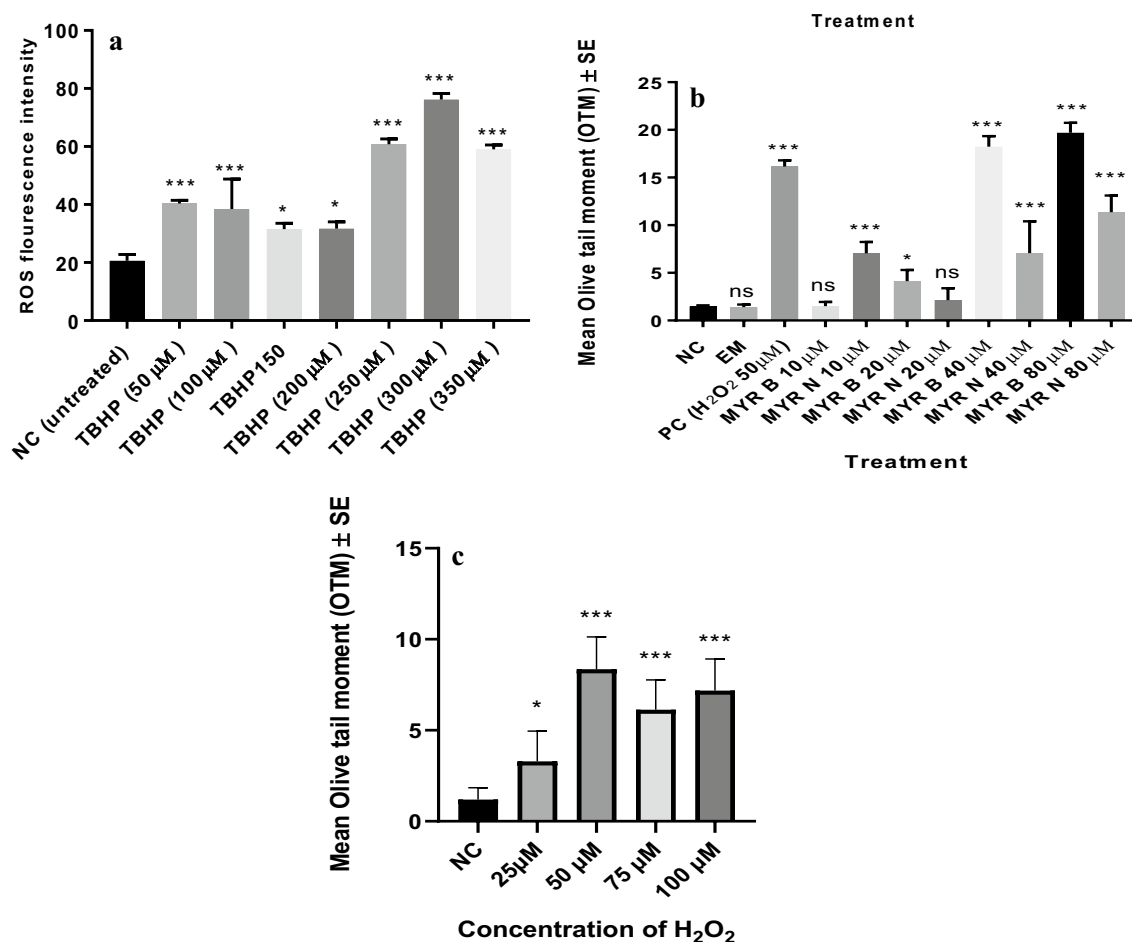 a
ROS flourescence intensity
100
80
60
40
20
0
***
***
*
*
***
***
***
NC (untreated)
TBHP (50 µM)
TBHP (100 µM)
TBHP150
TBHP (200 µM)
TBHP (250 µM)
TBHP (300 µM)
TBHP (350 µM)
Treatment
b
Mean Olive tail moment (OTM) ± SE
25
20
15
10
5
0
ns
***
ns
***
*
ns
***
***
***
***
NC
EM
PC (H₂O₂ 50µM)
MYR B 10 µM
MYR N 10 µM
MYR B 20 µM
MYR N 20 µM
MYR B 40 µM
MYR N 40 µM
MYR B 80 µM
MYR N 80 µM
Treatment
c
Mean Olive tail moment (OTM) ± SE
15
10
5
0
*
***
***
***
NC
25µM
50 µM
75 µM
100 µM
Concentration of H₂O₂